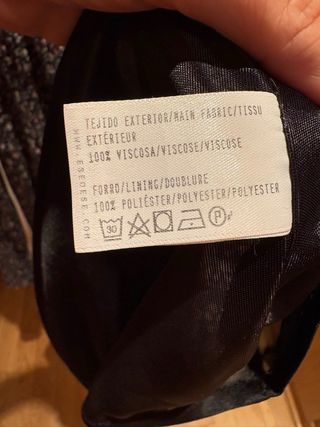 TEJIDO EXTERIOR/MAIN FABRIC/TISSU
EXTÉRIEUR
100% VISCOSA/VISCOSE/VISCOSE
FORRO/LINING/DOUBLURE
100% POLIÉSTER/POLYESTER/POLYESTER
30 P
WWW.ESEOESE.COM